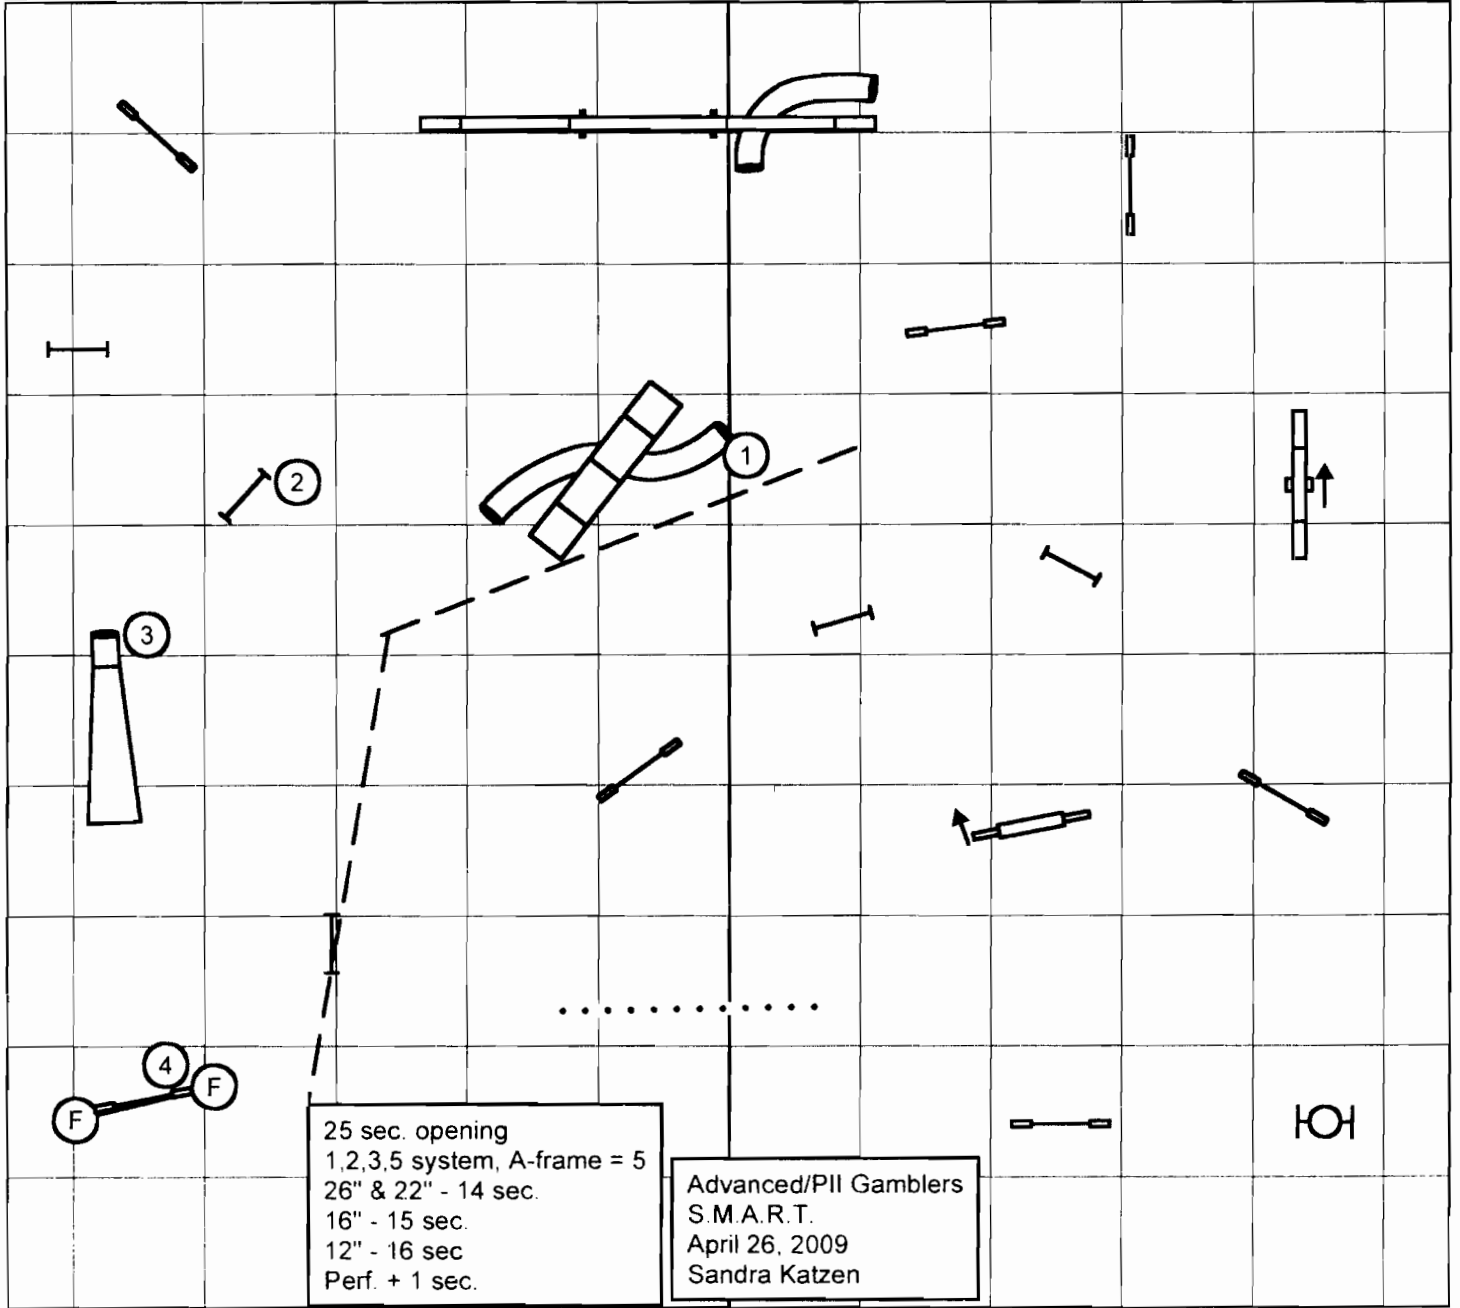 1
2
3
4
F
F
25 sec. opening
1,2,3,5 system, A-frame = 5
26" & 22" - 14 sec.
16" - 15 sec.
12" - 16 sec
Perf. + 1 sec.
Advanced/PII Gamblers
S.M.A.R.T.
April 26, 2009
Sandra Katzen